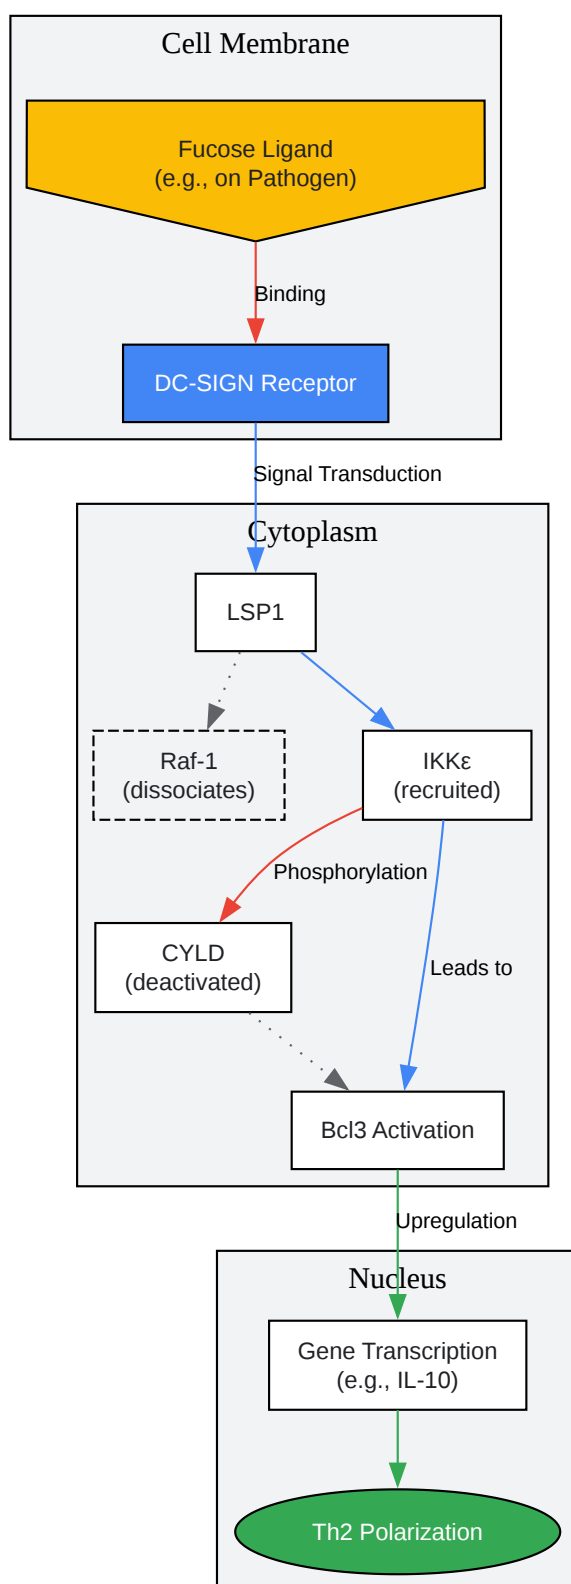 Cell Membrane
Fucose Ligand
(e.g., on Pathogen)
Binding
DC-SIGN Receptor
Signal Transduction
Cytoplasm
LSP1
Raf-1
(dissociates)
IKKε
(recruited)
Phosphorylation
CYLD
(deactivated)
Leads to
Bcl3 Activation
Upregulation
Nucleus
Gene Transcription
(e.g., IL-10)
Th2 Polarization